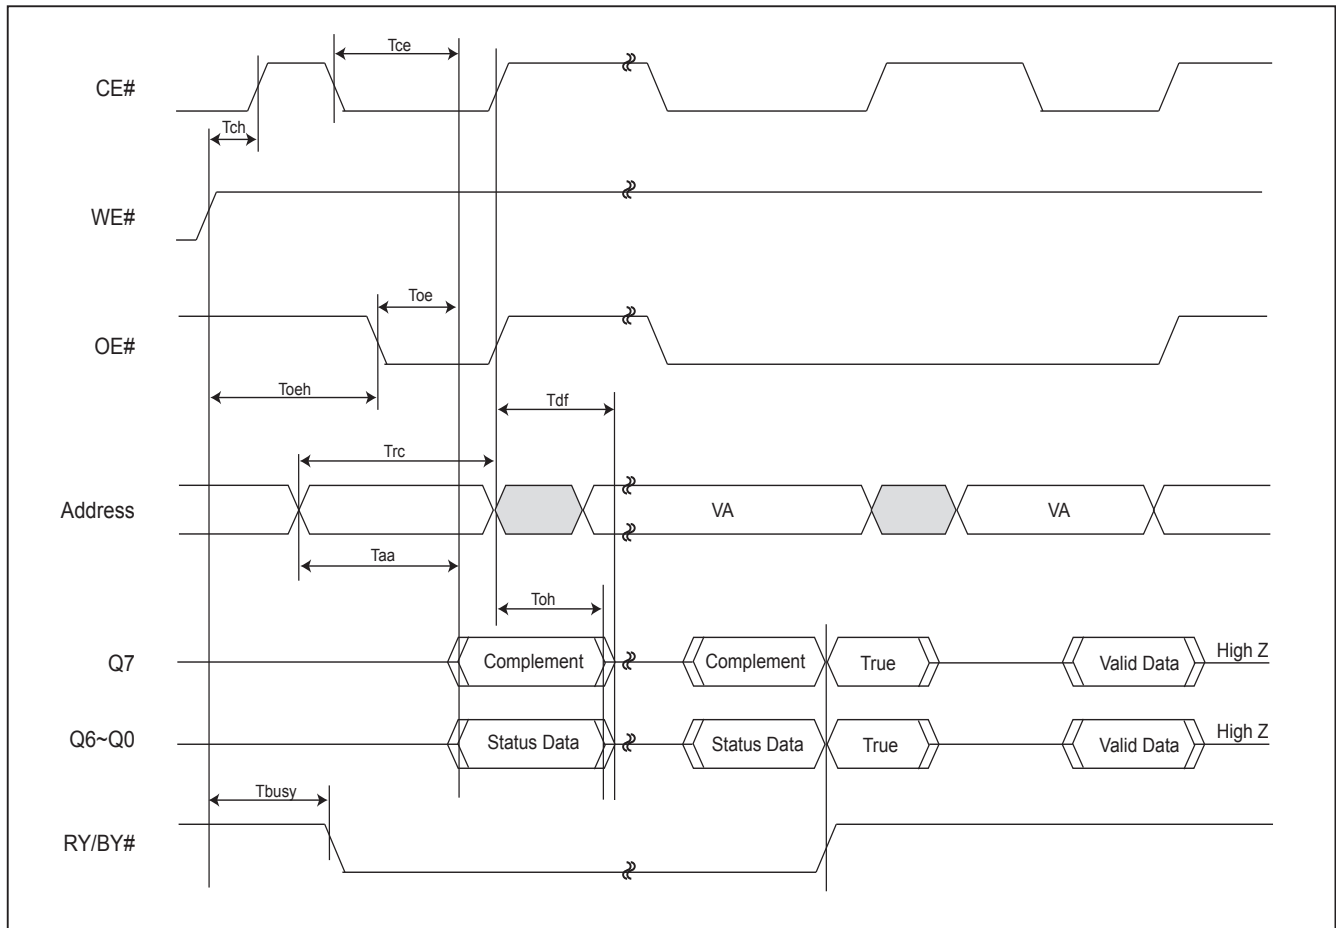 Tce
CE#
Tch
WE#
Toe
OE#
Toeh
Tdf
Trc
Address
VA
VA
Taa
Toh
Q7
Complement
Complement
True
Valid Data
High Z
Q6~Q0
Status Data
Status Data
True
Valid Data
High Z
Tbusy
RY/BY#